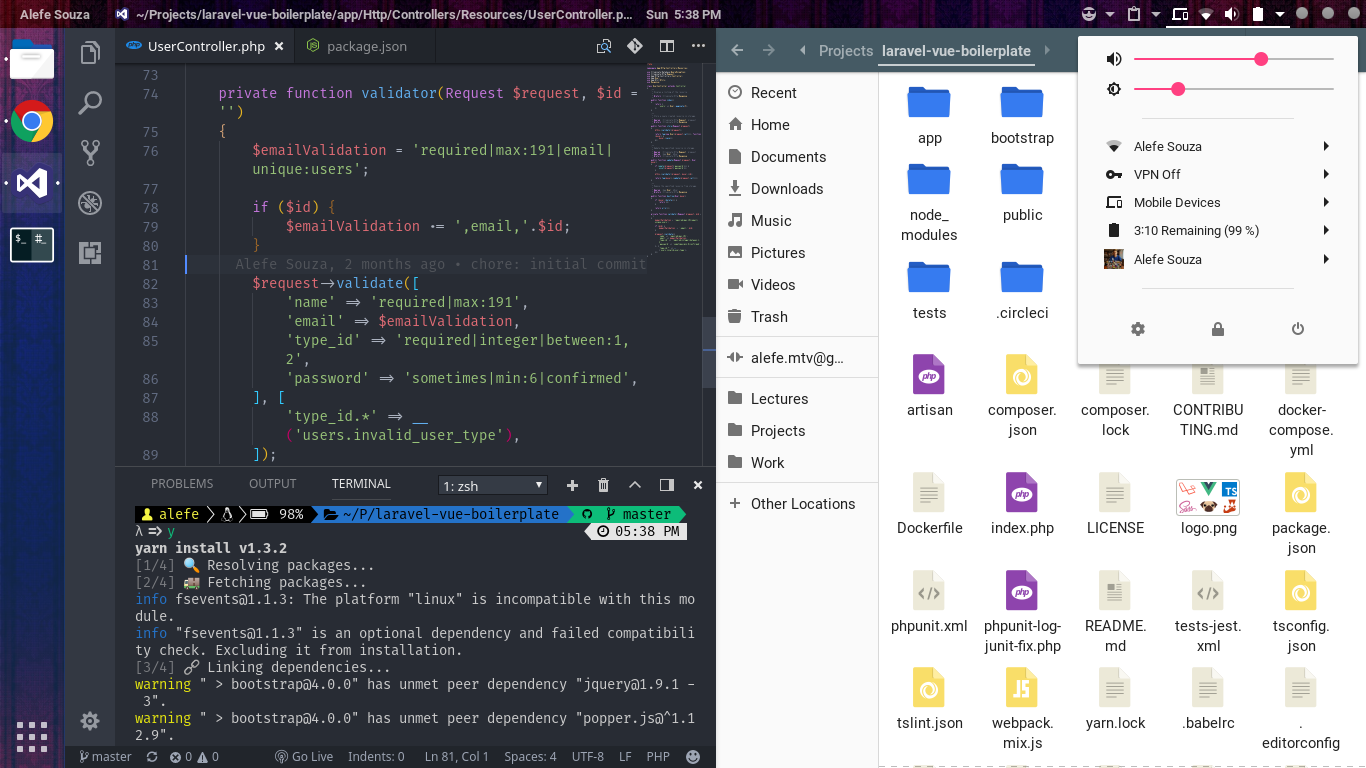 Alefe Souza
~/Projects/laravel-vue-boilerplate/app/Http/Controllers/Resources/UserController.p...
Sun 5:38 PM
UserController.php
package.json
73
74 private function validator(Request $request, $id =
'')
75 {
76 $emailValidation = 'required|max:191|email|
unique:users';
77
78 if ($id) {
79 $emailValidation .= ',email,'.$id;
80 }
81 Alefe Souza, 2 months ago • chore: initial commit
82 $request->validate([
83 'name' => 'required|max:191',
84 'email' => $emailValidation,
85 'type_id' => 'required|integer|between:1,
2',
86 'password' => 'sometimes|min:6|confirmed',
87 ], [
88 'type_id.*' => __
('users.invalid_user_type'),
89 ]);
PROBLEMS OUTPUT TERMINAL 1: zsh
alefe 98% ~/P/laravel-vue-boilerplate master
λ => y 05:38 PM
yarn install v1.3.2
[1/4] 🔍 Resolving packages...
[2/4] 🚚 Fetching packages...
info fsevents@1.1.3: The platform "linux" is incompatible with this mo
dule.
info "fsevents@1.1.3" is an optional dependency and failed compatibili
ty check. Excluding it from installation.
[3/4] 🔗 Linking dependencies...
warning " > bootstrap@4.0.0" has unmet peer dependency "jquery@1.9.1 -
3".
warning " > bootstrap@4.0.0" has unmet peer dependency "popper.js@^1.1
2.9".
master 0 0 Go Live Indents: 0 Ln 81, Col 1 Spaces: 4 UTF-8 LF PHP
Projects laravel-vue-boilerplate
Recent
Home
Documents
Downloads
Music
Pictures
Videos
Trash
alefe.mtv@g...
Lectures
Projects
Work
Other Locations
app
bootstrap
node_
modules
public
tests
.circleci
artisan
composer.
json
composer.
lock
CONTRIBU
TING.md
docker-
compose.
yml
Dockerfile
index.php
LICENSE
logo.png
package.
json
phpunit.xml
phpunit-log-
junit-fix.php
README.
md
tests-jest.
xml
tsconfig.
json
tslint.json
webpack.
mix.js
yarn.lock
.babelrc
.
editorconfig
Alefe Souza
VPN Off
Mobile Devices
3:10 Remaining (99 %)
Alefe Souza